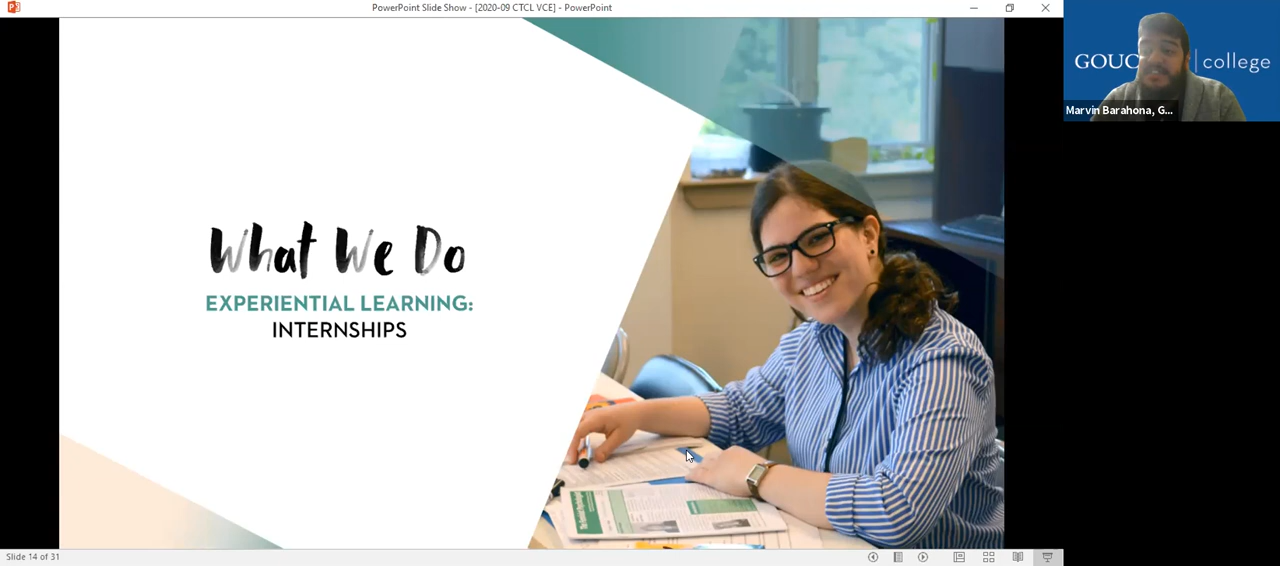 PowerPoint Slide Show - [2020-09 CTCL VCE] - PowerPoint
What We Do
EXPERIENTIAL LEARNING:
INTERNSHIPS
GOUC
college
Marvin Barahona, G...
Slide 14 of 31